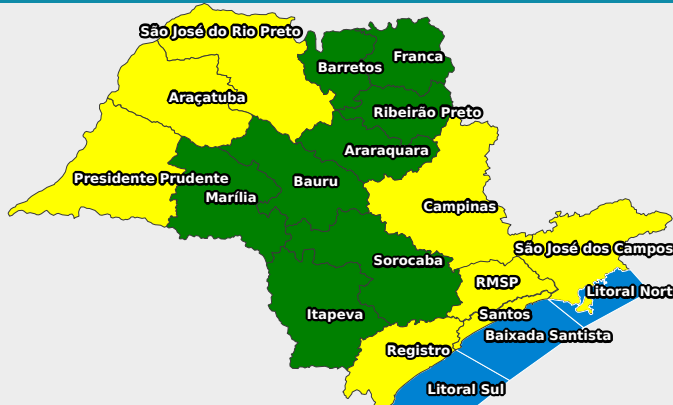 São José do Rio Preto
Franca
Barretos
Araçatuba
Ribeirão Preto
Araraquara
Presidente Prudente
Bauru
Marília
Campinas
São José dos Campos
Sorocaba
RMSP
Litoral Nort
Itapeva
Santos
Baixada Santista
Registro
Litoral Sul